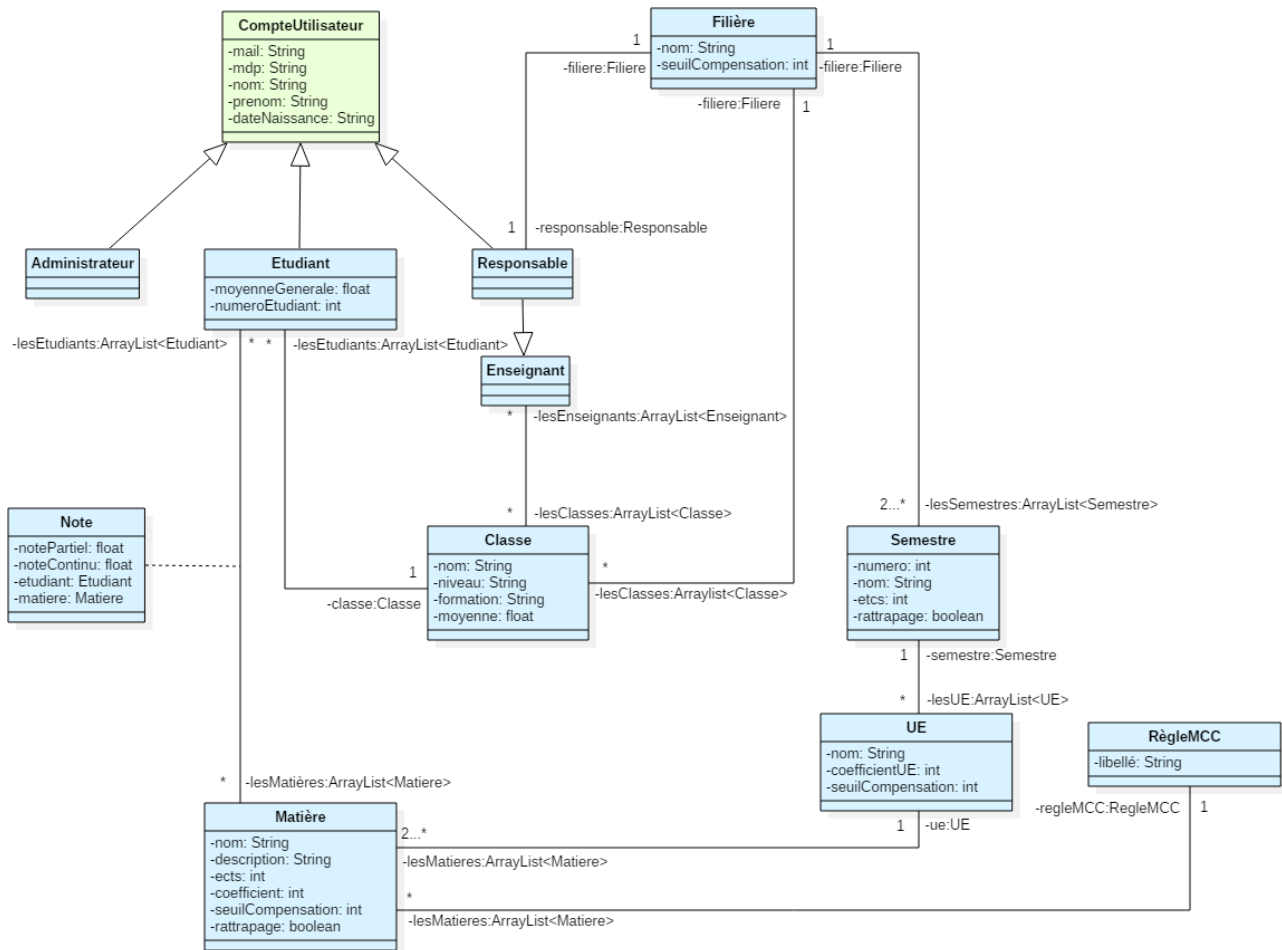 CompteUtilisateur
-mail: String
-mdp: String
-nom: String
-prenom: String
-dateNaissance: String
Filière
-nom: String
-seuilCompensation: int
1
-filiere:Filiere
1
-filiere:Filiere
-filiere:Filiere
1
1
-responsable:Responsable
Administrateur
Etudiant
-moyenneGenerale: float
-numeroEtudiant: int
Responsable
-lesEtudiants:ArrayList<Etudiant>
*
*
-lesEtudiants:ArrayList<Etudiant>
Enseignant
*
-lesEnseignants:ArrayList<Enseignant>
*
-lesClasses:ArrayList<Classe>
2...*
-lesSemestres:ArrayList<Semestre>
Note
-notePartiel: float
-noteContinu: float
-etudiant: Etudiant
-matiere: Matiere
Classe
-nom: String
-niveau: String
-formation: String
-moyenne: float
1
-classe:Classe
*
-lesClasses:Arraylist<Classe>
Semestre
-numero: int
-nom: String
-etcs: int
-rattrapage: boolean
1
-semestre:Semestre
*
-lesUE:ArrayList<UE>
UE
-nom: String
-coefficientUE: int
-seuilCompensation: int
RègleMCC
-libellé: String
*
-lesMatières:ArrayList<Matiere>
Matière
-nom: String
-description: String
-ects: int
-coefficient: int
-seuilCompensation: int
-rattrapage: boolean
2...*
-lesMatieres:ArrayList<Matiere>
1
-ue:UE
-regleMCC:RegleMCC
1
*
-lesMatieres:ArrayList<Matiere>